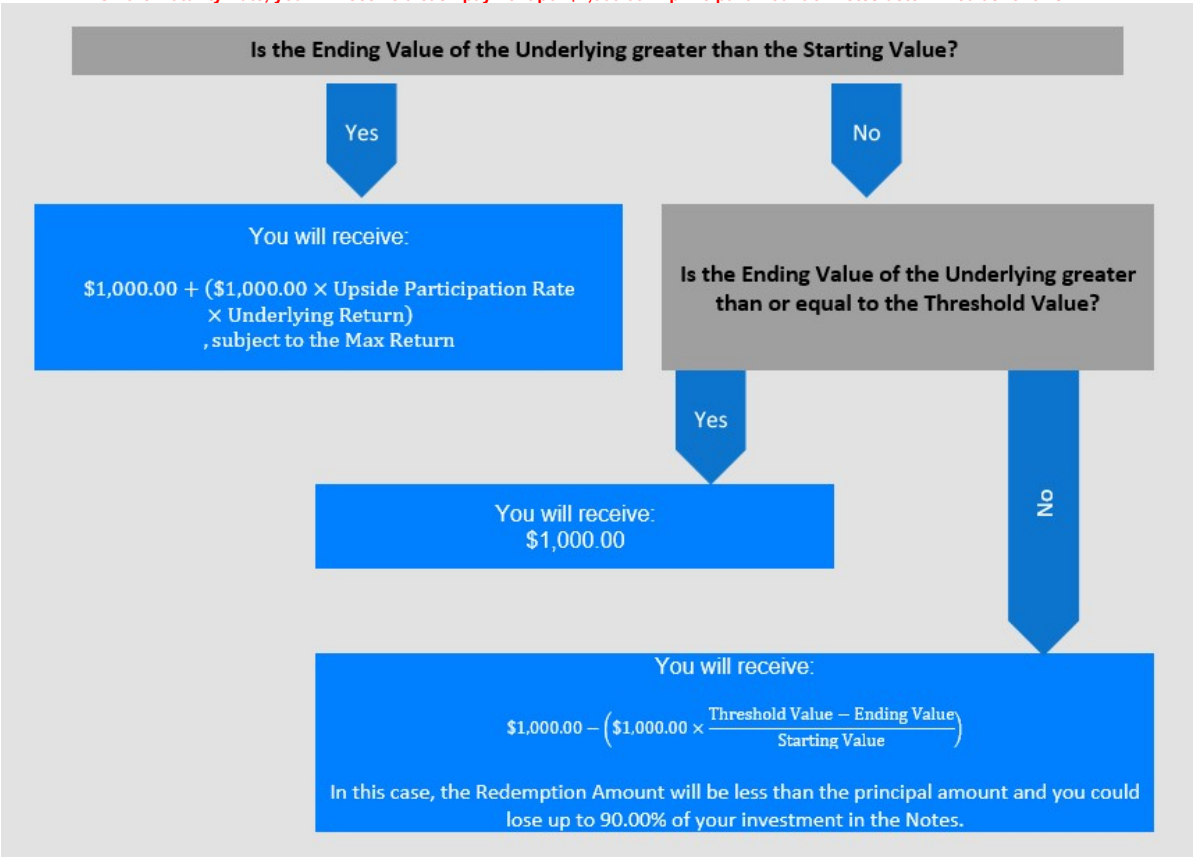 Is the Ending Value of the Underlying greater than the Starting Value?
Yes
No
You will receive:
$1,000.00 + ($1,000.00 × Upside Participation Rate
× Underlying Return)
, subject to the Max Return
Is the Ending Value of the Underlying greater
than or equal to the Threshold Value?
Yes
No
You will receive:
$1,000.00
You will receive:
$1,000.00 − ($1,000.00 × Threshold Value − Ending Value
Starting Value)
In this case, the Redemption Amount will be less than the principal amount and you could
lose up to 90.00% of your investment in the Notes.